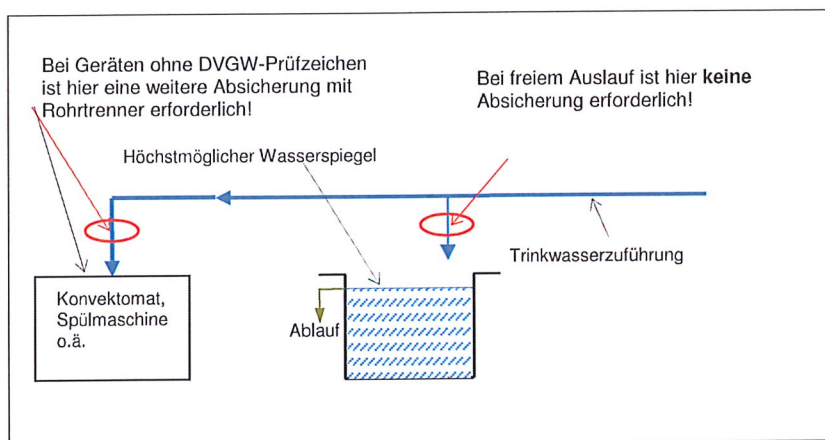 Bei Geräten ohne DVGW-Prüfzeichen
ist hier eine weitere Absicherung mit
Rohrtrenner erforderlich!
Bei freiem Auslauf ist hier keine
Absicherung erforderlich!
Höchstmöglicher Wasserspiegel
Trinkwasserzuführung
Konvektomat,
Spülmaschine
o.ä.
Ablauf